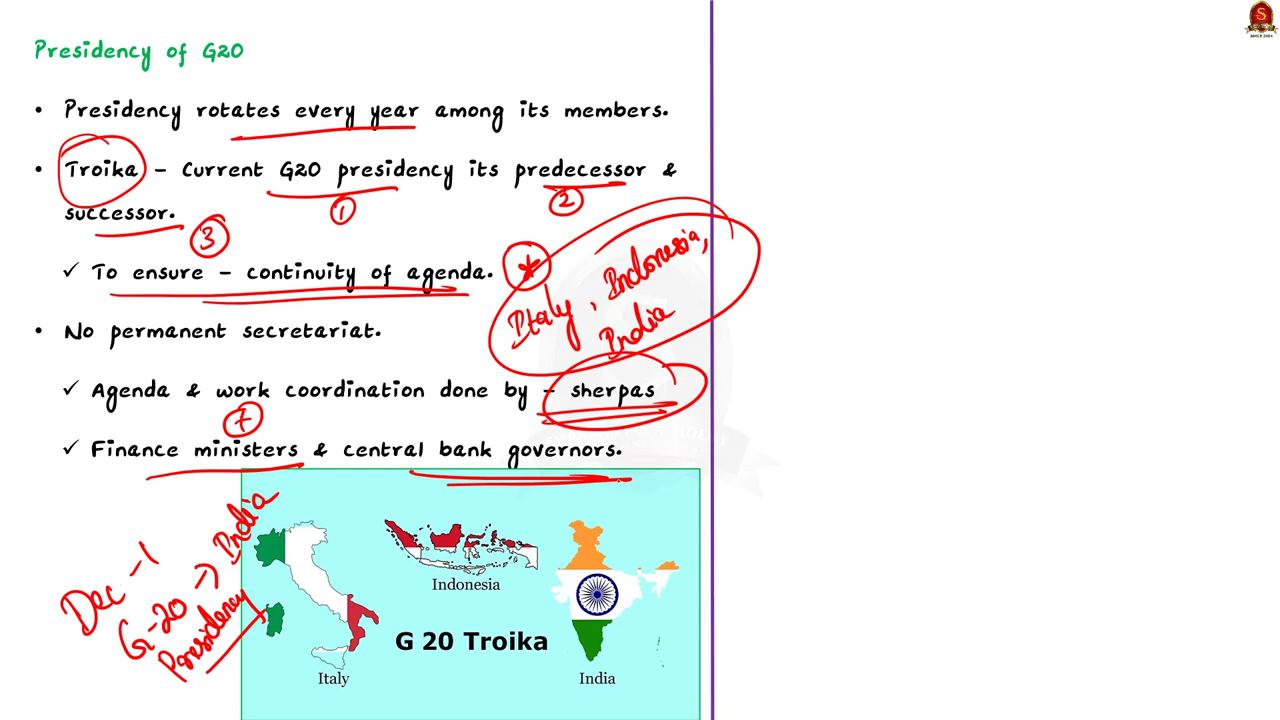 Presidency of G20
• Presidency rotates every year among its members.
• Troika - Current G20 presidency its predecessor &
successor.
1
2
3
✓ To ensure - continuity of agenda.
*
Italy, Indonesia,
India
• No permanent secretariat.
✓ Agenda & work coordination done by - sherpas
✓ Finance ministers & central bank governors.
Dec - 1
G-20 → India
Presidency
Indonesia
G 20 Troika
Italy
India
S
SINCE 2004